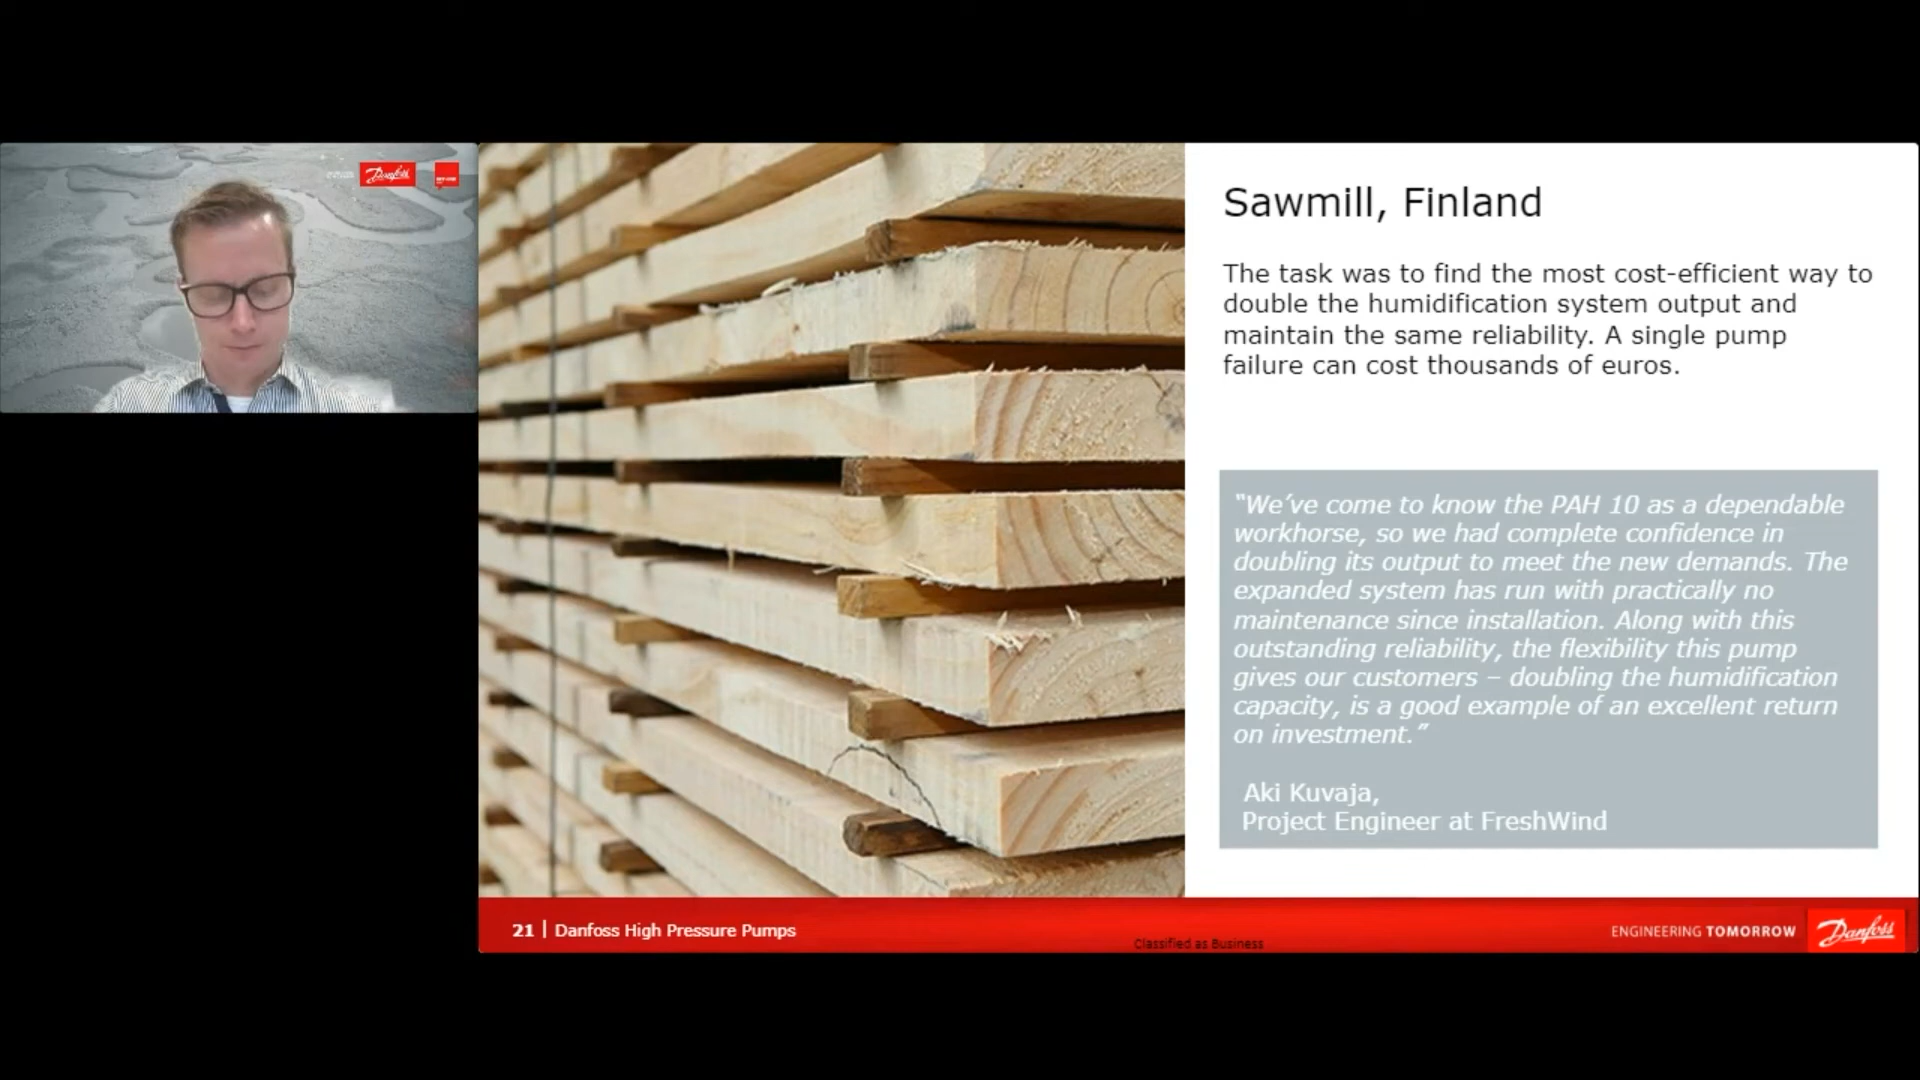 Danfoss
Sawmill, Finland
The task was to find the most cost-efficient way to
double the humidification system output and
maintain the same reliability. A single pump
failure can cost thousands of euros.
“We’ve come to know the PAH 10 as a dependable
workhorse, so we had complete confidence in
doubling its output to meet the new demands. The
expanded system has run with practically no
maintenance since installation. Along with this
outstanding reliability, the flexibility this pump
gives our customers – doubling the humidification
capacity, is a good example of an excellent return
on investment.”
Aki Kuvaja,
Project Engineer at FreshWind
21 | Danfoss High Pressure Pumps
Classified as Business
ENGINEERING TOMORROW
Danfoss